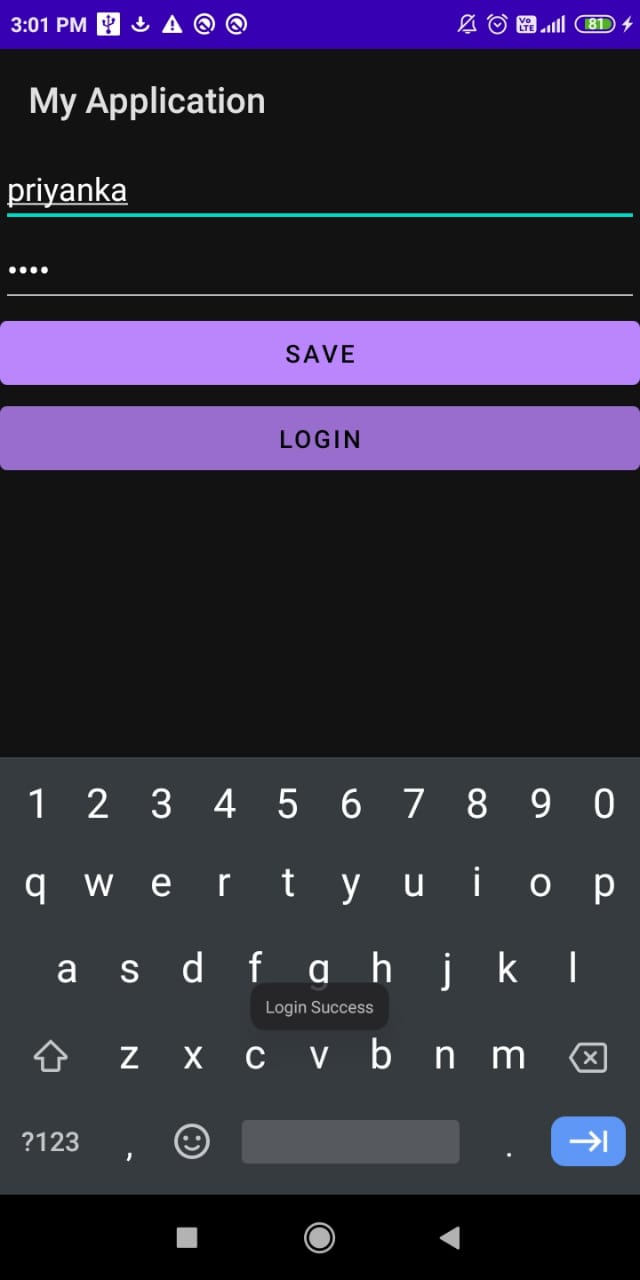 3:01 PM Vo LTE 81
My Application
priyanka
••••
SAVE
LOGIN
1 2 3 4 5 6 7 8 9 0
q w e r t y u i o p
a s d f g h j k l
Login Success
z x c v b n m
?123 , .